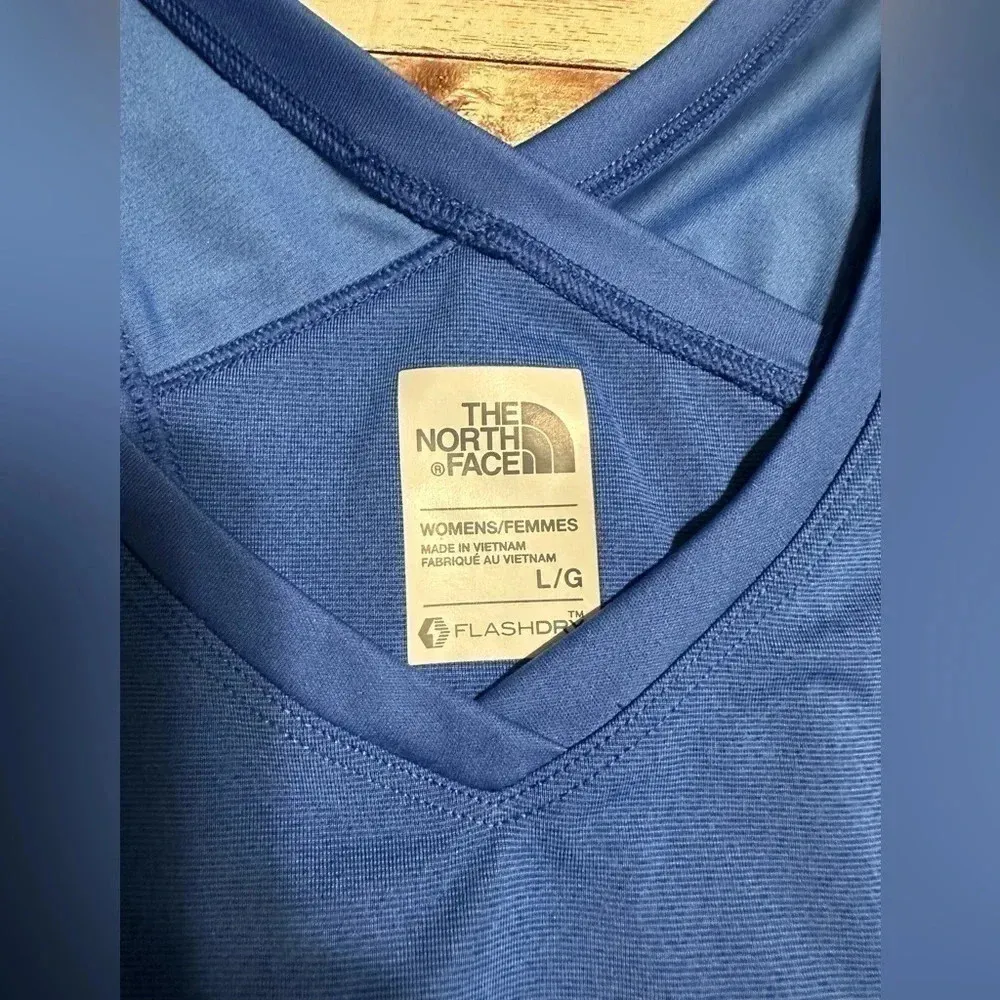 THE
NORTH
® FACE
WOMENS/FEMMES
MADE IN VIETNAM
FABRIQUÉ AU VIETNAM
L/G
FLASHDRY™